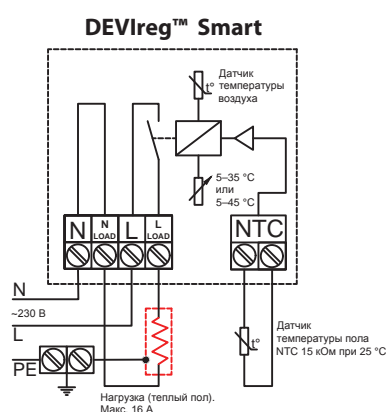 DEVIreg™ Smart
t°
Датчик
температуры
воздуха
5–35 °C
или
5–45 °C
N
N
LOAD
L
L
LOAD
NTC
N
~230 В
L
PE
t°
Датчик
температуры пола
NTC 15 кОм при 25 °C
Нагрузка (теплый пол).
Макс. 16 А